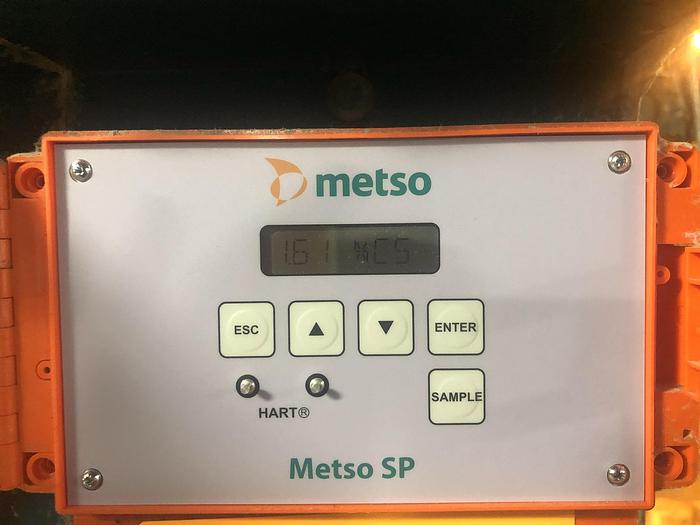 metso
1.61 %CS
ESC ▲ ▼ ENTER
SAMPLE
HART®
Metso SP